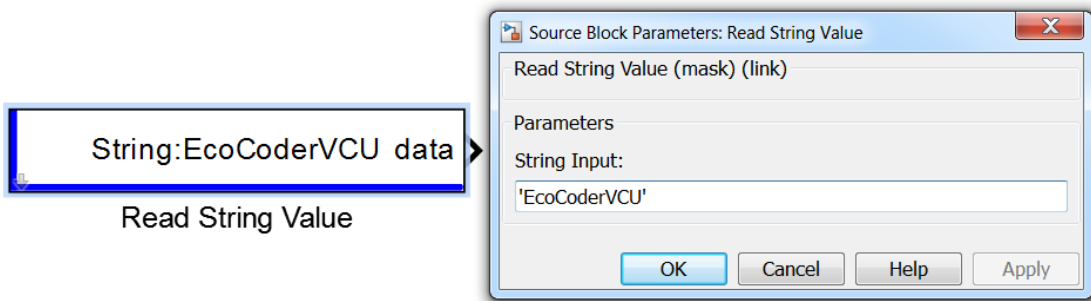 String:EcoCoderVCU data
Read String Value
Source Block Parameters: Read String Value
Read String Value (mask) (link)
Parameters
String Input:
'EcoCoderVCU'
OK
Cancel
Help
Apply